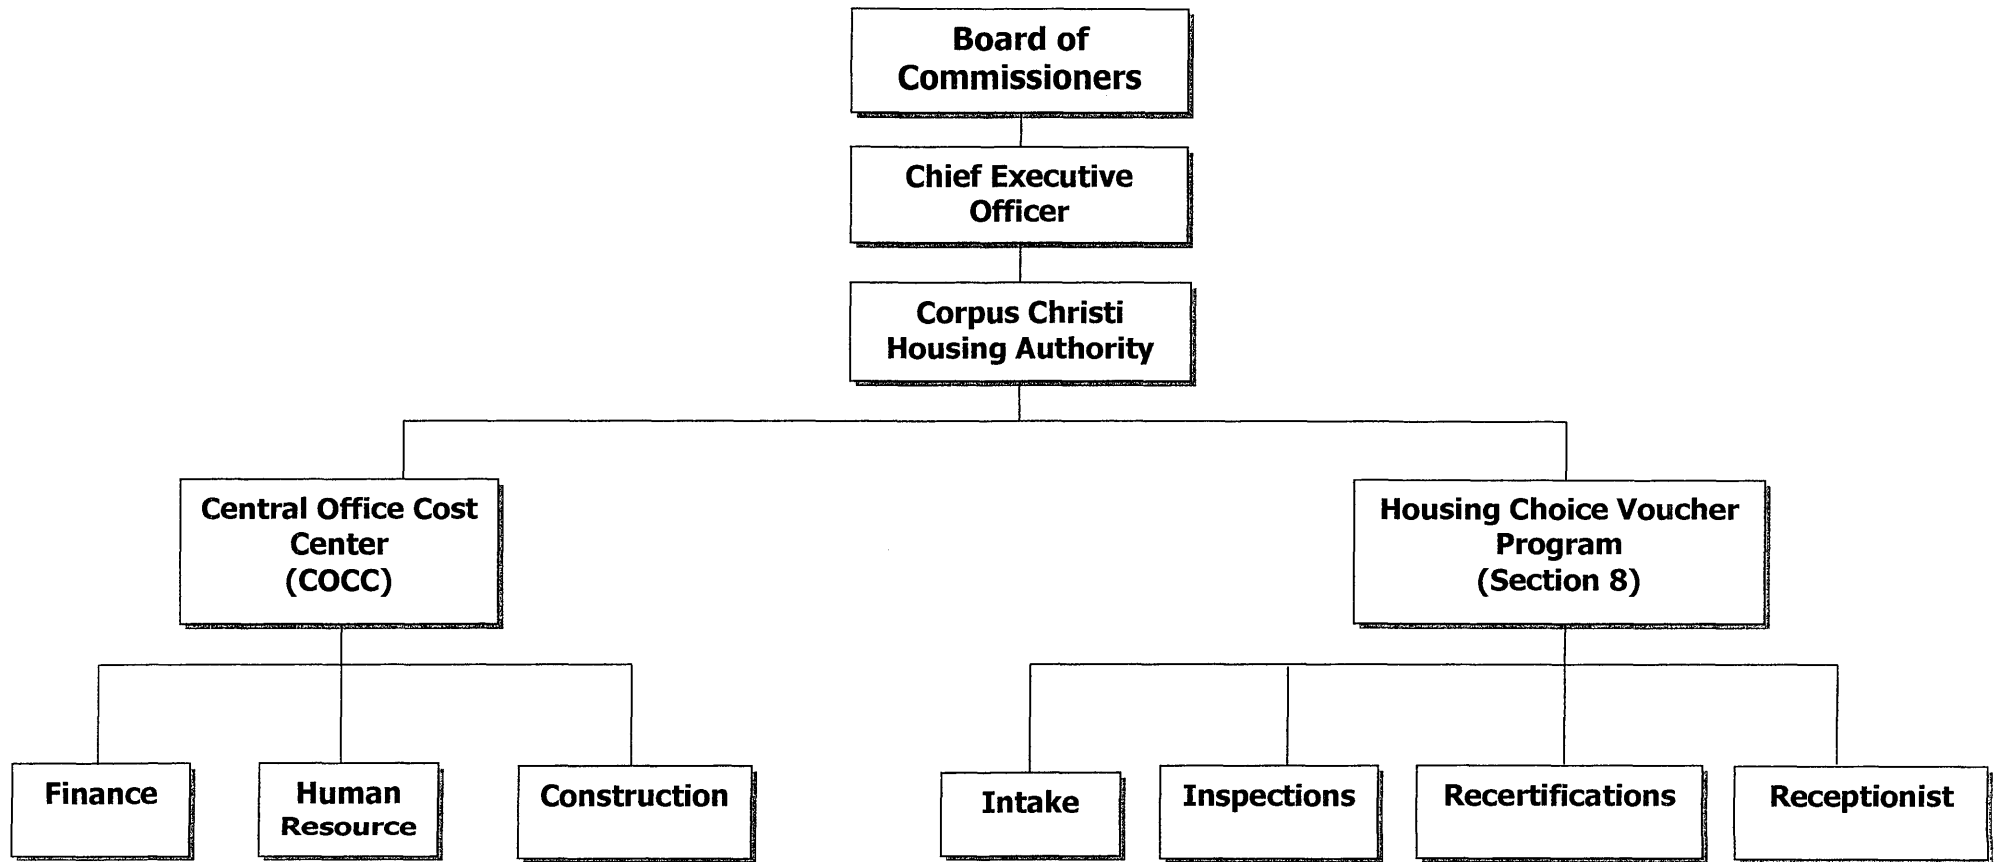 Board of
Commissioners
Chief Executive
Officer
Corpus Christi
Housing Authority
Central Office Cost
Center
(COCC)
Housing Choice Voucher
Program
(Section 8)
Finance
Human
Resource
Construction
Intake
Inspections
Recertifications
Receptionist